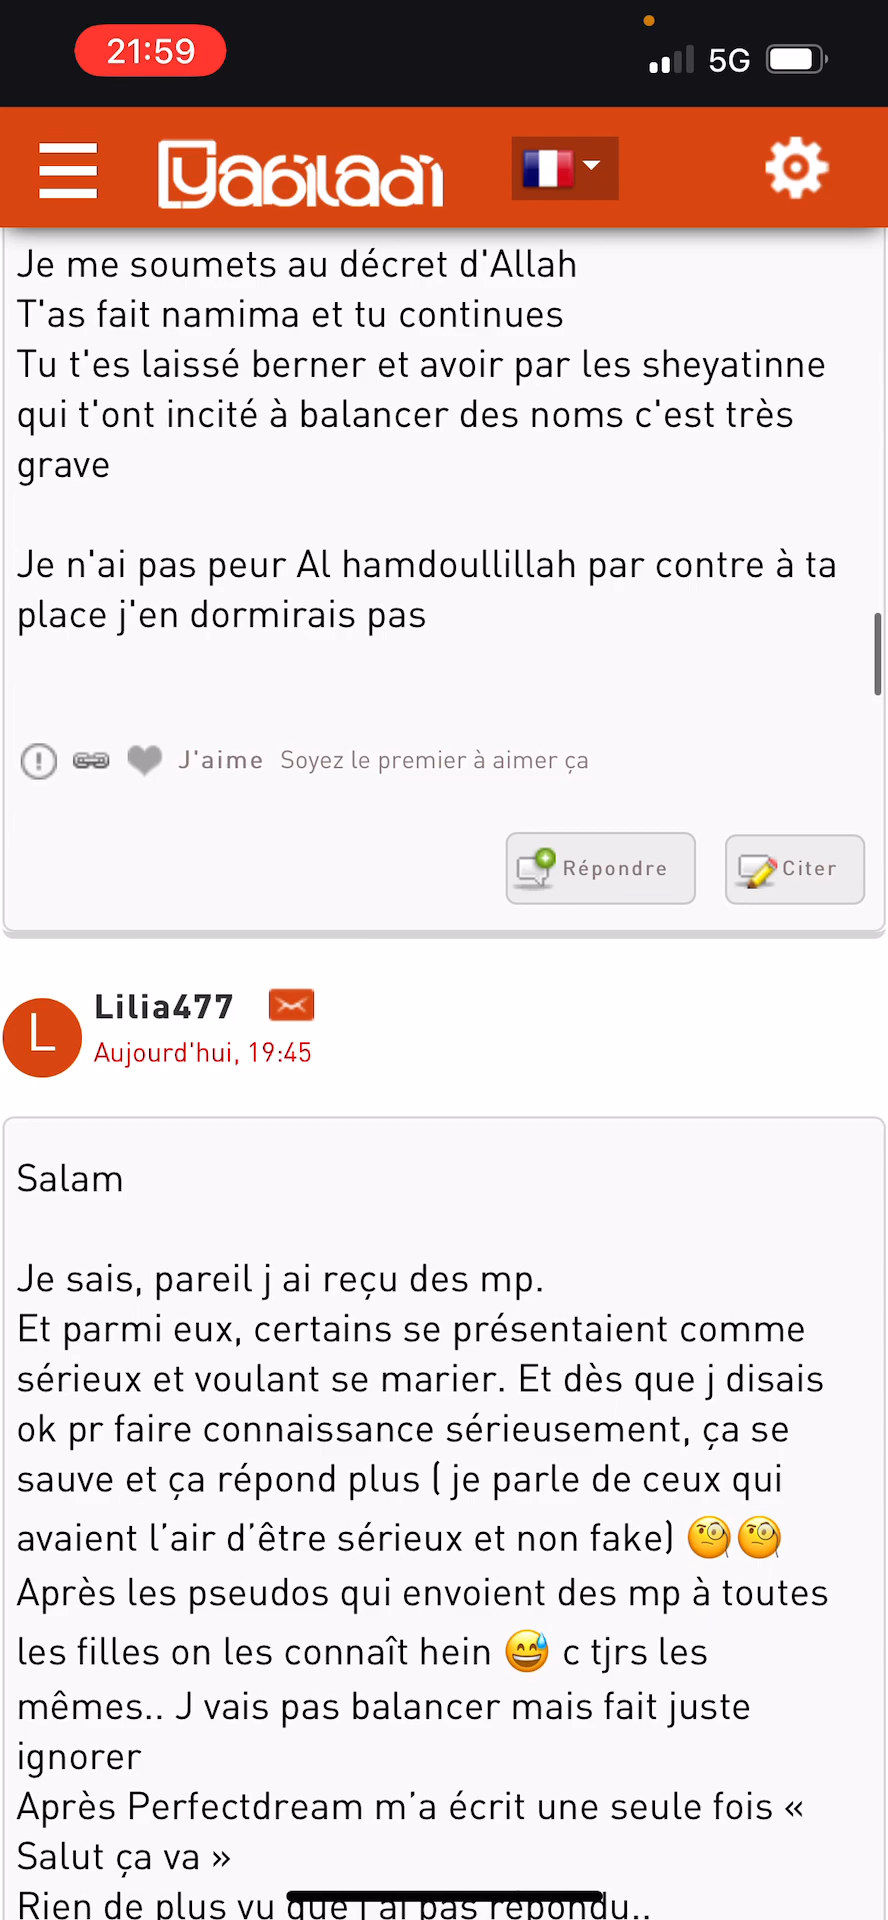 21:59
5G
Yabiladi
Je me soumets au décret d'Allah
T'as fait namima et tu continues
Tu t'es laissé berner et avoir par les sheyatinne
qui t'ont incité à balancer des noms c'est très
grave
Je n'ai pas peur Al hamdoullillah par contre à ta
place j'en dormirais pas
J'aime Soyez le premier à aimer ça
Répondre Citer
L
Lilia477
Aujourd'hui, 19:45
Salam
Je sais, pareil j ai reçu des mp.
Et parmi eux, certains se présentaient comme
sérieux et voulant se marier. Et dès que j disais
ok pr faire connaissance sérieusement, ça se
sauve et ça répond plus ( je parle de ceux qui
avaient l’air d’être sérieux et non fake) 🧐🧐
Après les pseudos qui envoient des mp à toutes
les filles on les connaît hein 😅 c tjrs les
mêmes.. J vais pas balancer mais fait juste
ignorer
Après Perfectdream m’a écrit une seule fois «
Salut ça va »
Rien de plus vu que j ai pas répondu..